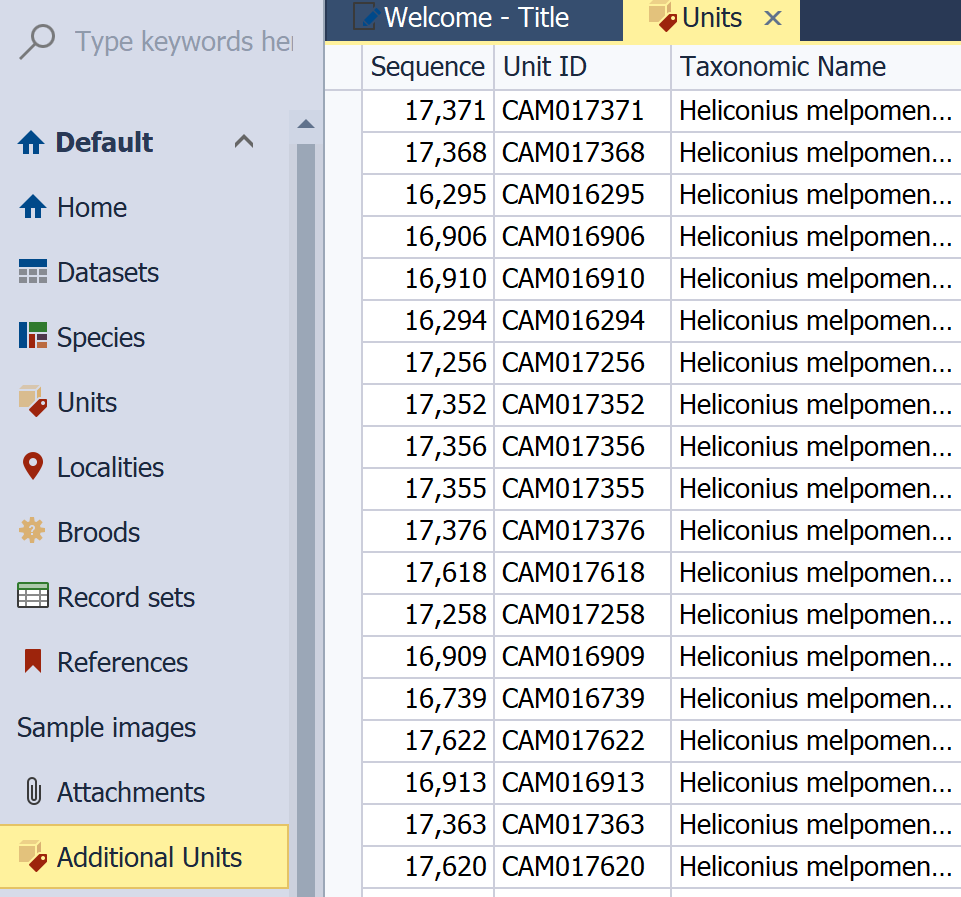 Type keywords her
Default
Home
Datasets
Species
Units
Localities
Broods
Record sets
References
Sample images
Attachments
Additional Units
Welcome - Title Units
Sequence Unit ID Taxonomic Name
17,371 CAM017371 Heliconius melpomen...
17,368 CAM017368 Heliconius melpomen...
16,295 CAM016295 Heliconius melpomen...
16,906 CAM016906 Heliconius melpomen...
16,910 CAM016910 Heliconius melpomen...
16,294 CAM016294 Heliconius melpomen...
17,256 CAM017256 Heliconius melpomen...
17,352 CAM017352 Heliconius melpomen...
17,356 CAM017356 Heliconius melpomen...
17,355 CAM017355 Heliconius melpomen...
17,376 CAM017376 Heliconius melpomen...
17,618 CAM017618 Heliconius melpomen...
17,258 CAM017258 Heliconius melpomen...
16,909 CAM016909 Heliconius melpomen...
16,739 CAM016739 Heliconius melpomen...
17,622 CAM017622 Heliconius melpomen...
16,913 CAM016913 Heliconius melpomen...
17,363 CAM017363 Heliconius melpomen...
17,620 CAM017620 Heliconius melpomen...